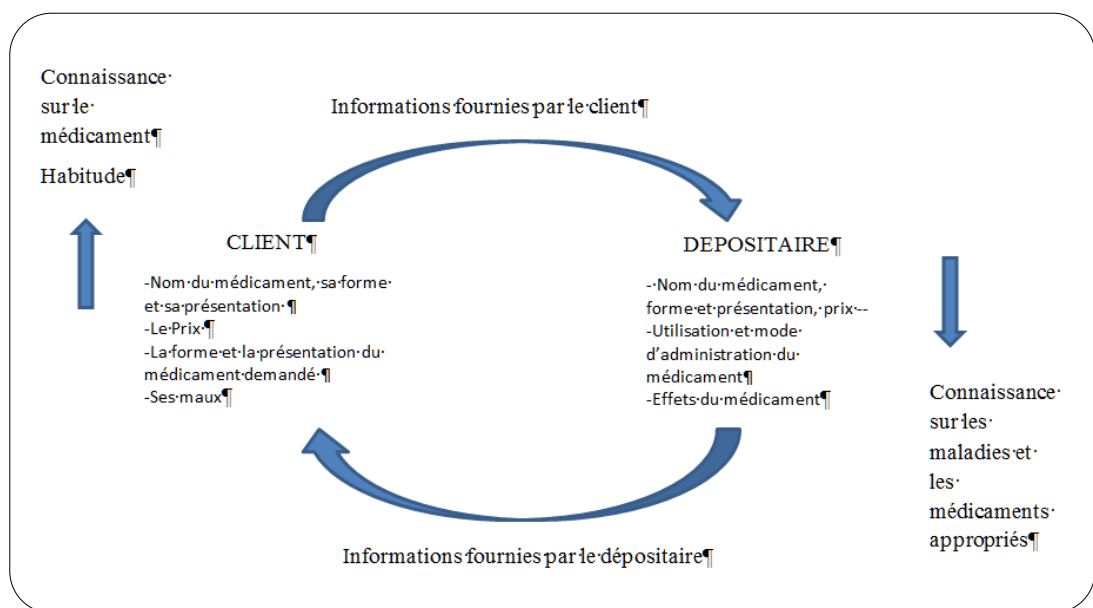 Connaissance·
sur·le·
médicament¶
Habitude¶
Informations·fournies·par·le·client¶
CLIENT¶
-Nom·du·médicament,·sa·forme·
et·sa·présentation·¶
-Le·Prix·¶
-La·forme·et·la·présentation·du·
médicament·demandé·¶
-Ses·maux¶
DEPOSITAIRE¶
-·Nom·du·médicament,·
forme·et·présentation,·prix·--
-Utilisation·et·mode·
d’administration·du·
médicament¶
-Effets·du·médicament¶
Connaissance·
sur·les·
maladies·et·
les·
médicaments·
appropriés¶
Informations·fournies·par·le·dépositaire¶